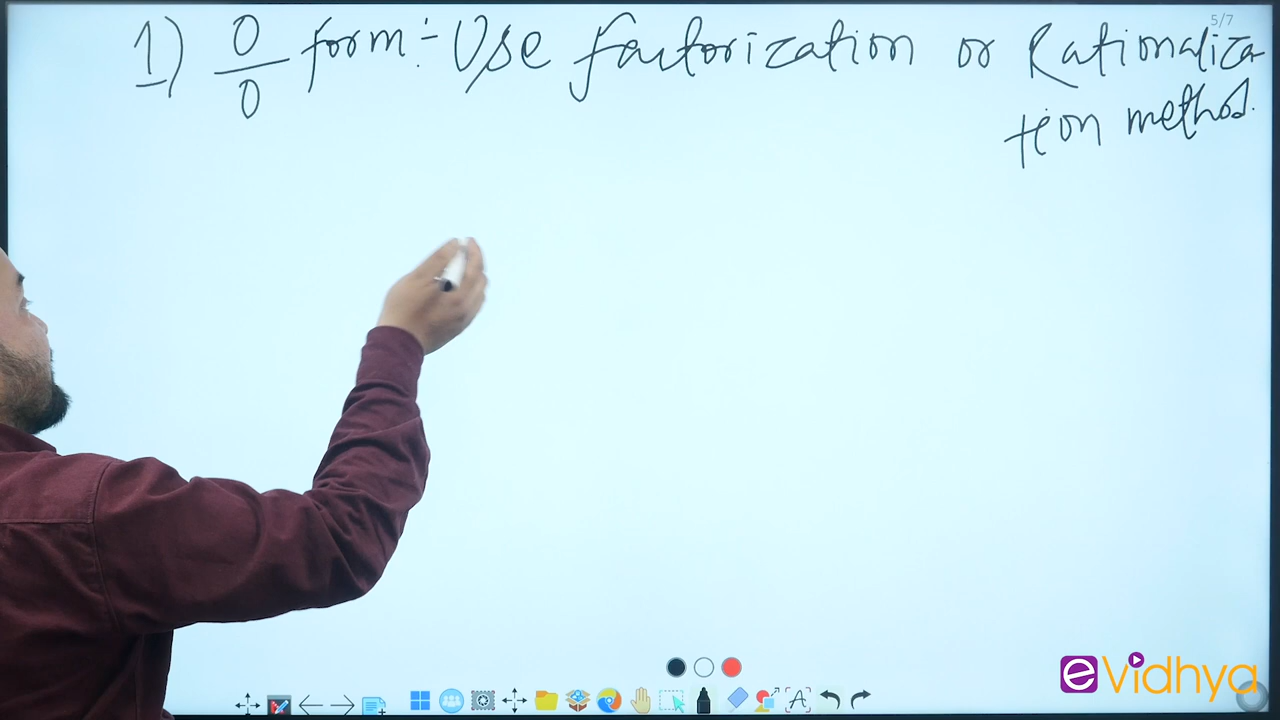 5/7
1) 0/0 form:- Use factorization or Rationaliza-
tion method.
eVidhya